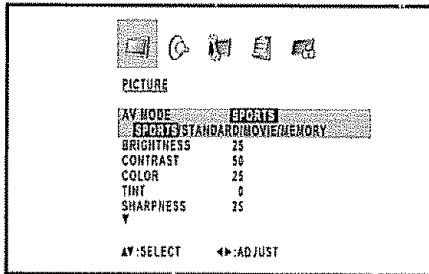 PICTURE
AV MODE SPORTS
SPORTS/STANDARD/MOVIE/MEMORY
BRIGHTNESS 25
CONTRAST 50
COLOR 25
TINT 0
SHARPNESS 25
▼
▲▼:SELECT ◀▶:ADJUST